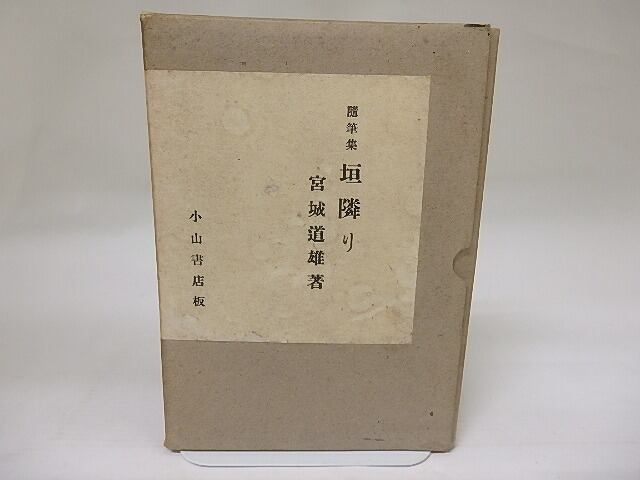 隨筆集 垣隣り
宮城道雄著
小山書店板